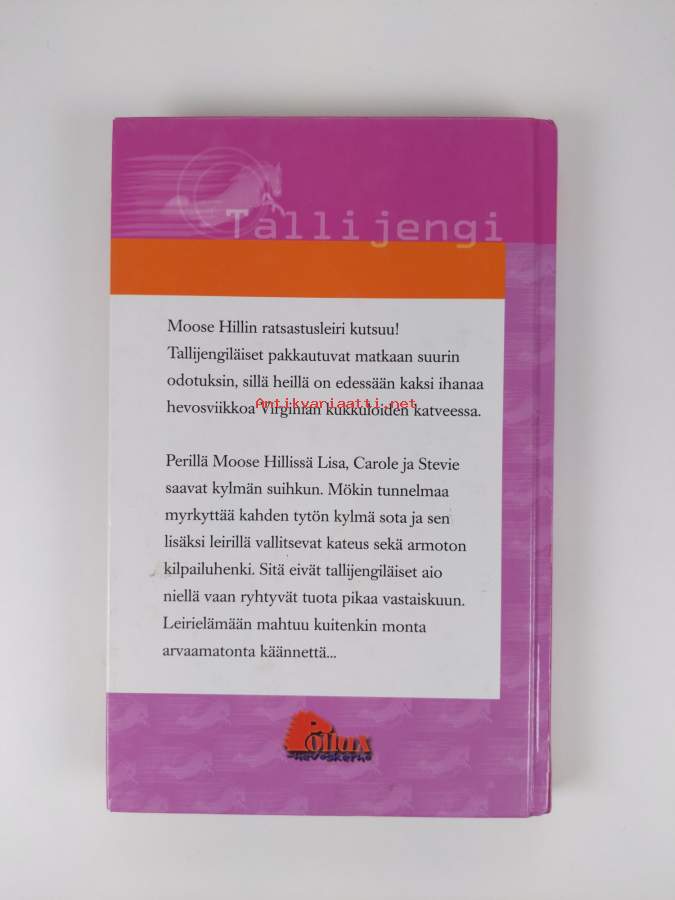 Tallijengi
Moose Hillin ratsastusleiri kutsuu!
Tallijengiläiset pakkautuvat matkaan suurin
odotuksin, sillä heillä on edessään kaksi ihanaa
hevosviikkoa Virginian kukkuloiden katveessa.
Antikvariaatti.net
Perillä Moose Hillissä Lisa, Carole ja Stevie
saavat kylmän suihkun. Mökin tunnelmaa
myrkyttää kahden tytön kylmä sota ja sen
lisäksi leirillä vallitsevat kateus sekä armoton
kilpailuhenki. Sitä eivät tallijengiläiset aio
niellä vaan ryhtyvät tuota pikaa vastaiskuun.
Leirielämään mahtuu kuitenkin monta
arvaamatonta käännettä...
Pollux
hevoskerho